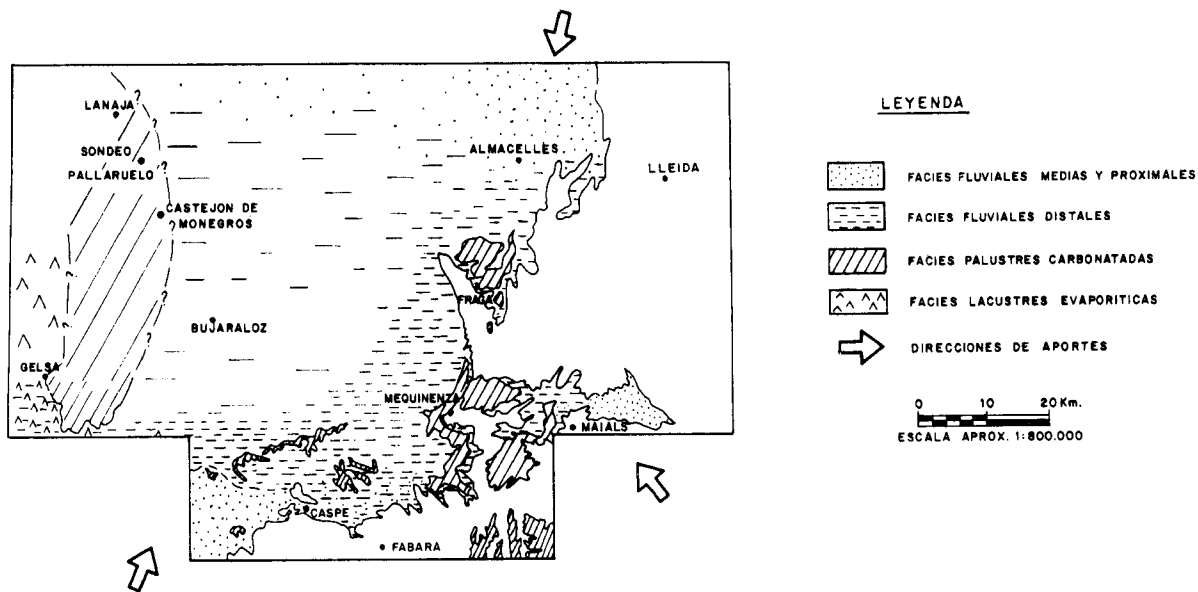 LANAJA
SONDEO
PALLARUELO
CASTEJON DE
MONEGROS
ALMACELLES
LLEIDA
FRAGA
BUJARALOZ
GELSA
MEQUINENZA
MAIALS
CASPE
FABARA
?
?
?
?
?
?
?
LEYENDA
FACIES FLUVIALES MEDIAS Y PROXIMALES
FACIES FLUVIALES DISTALES
FACIES PALUSTRES CARBONATADAS
FACIES LACUSTRES EVAPORITICAS
DIRECCIONES DE APORTES
0 10 20 Km.
ESCALA APROX. 1:800.000